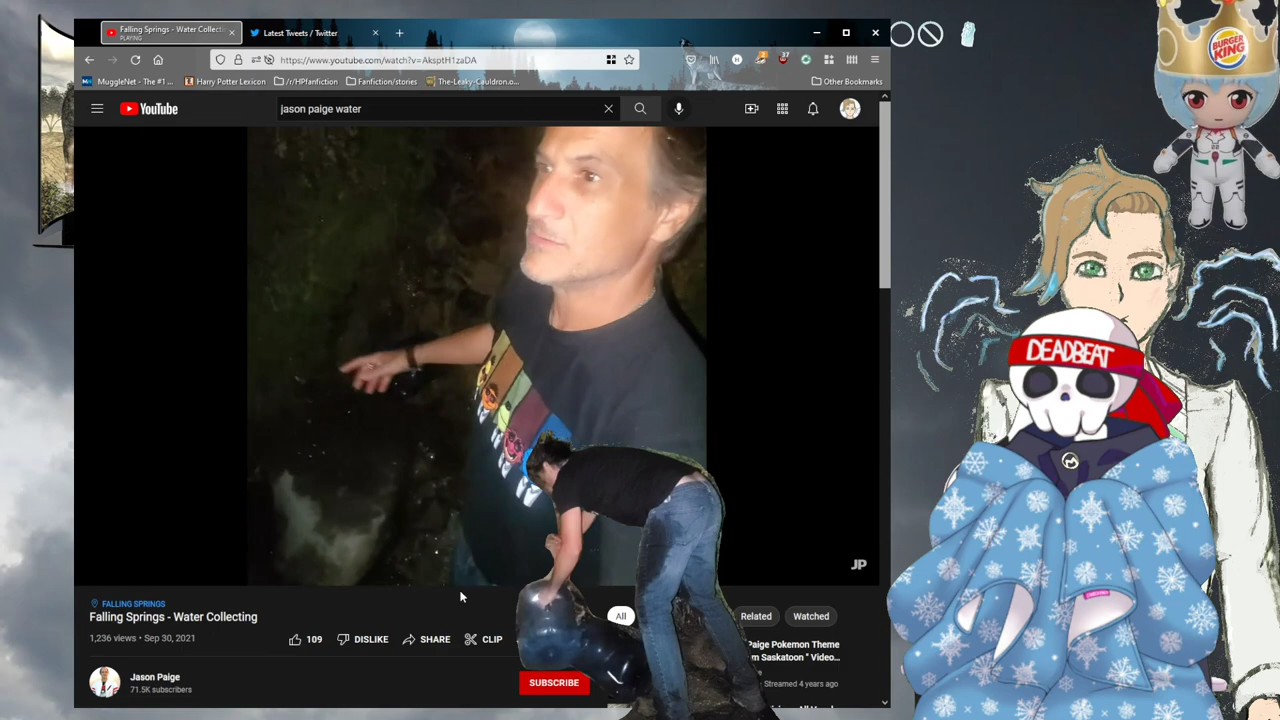 Falling Springs - Water Collecti
PLAYING
Latest Tweets / Twitter
https://www.youtube.com/watch?v=AksptH1zaDA
MuggleNet - The #1 ...
Harry Potter Lexicon
/r/HPfanfiction
Fanfiction/stories
The-Leaky-Cauldron.o...
Other Bookmarks
YouTube
jason paige water
BURGER
KING
DEADBEAT
JP
FALLING SPRINGS
Falling Springs - Water Collecting
1,236 views • Sep 30, 2021
109
DISLIKE
SHARE
CLIP
All
Related
Watched
Jason Paige
71.5K subscribers
SUBSCRIBE
Paige Pokemon Theme
m Saskatoon " Video...
Streamed 4 years ago